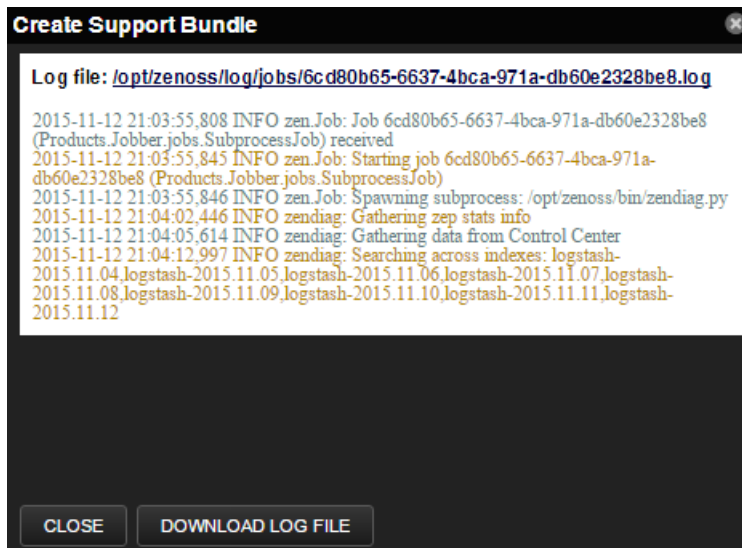 Create Support Bundle
Log file: /opt/zenoss/log/jobs/6cd80b65-6637-4bca-971a-db60e2328be8.log
2015-11-12 21:03:55,808 INFO zen.Job: Job 6cd80b65-6637-4bca-971a-db60e2328be8
(Products.Jobber.jobs.SubprocessJob) received
2015-11-12 21:03:55,845 INFO zen.Job: Starting job 6cd80b65-6637-4bca-971a-
db60e2328be8 (Products.Jobber.jobs.SubprocessJob)
2015-11-12 21:03:55,846 INFO zen.Job: Spawning subprocess: /opt/zenoss/bin/zendiag.py
2015-11-12 21:04:02,446 INFO zendiag: Gathering zep stats info
2015-11-12 21:04:05,614 INFO zendiag: Gathering data from Control Center
2015-11-12 21:04:12,997 INFO zendiag: Searching across indexes: logstash-
2015.11.04,logstash-2015.11.05,logstash-2015.11.06,logstash-2015.11.07,logstash-
2015.11.08,logstash-2015.11.09,logstash-2015.11.10,logstash-2015.11.11,logstash-
2015.11.12
CLOSE
DOWNLOAD LOG FILE